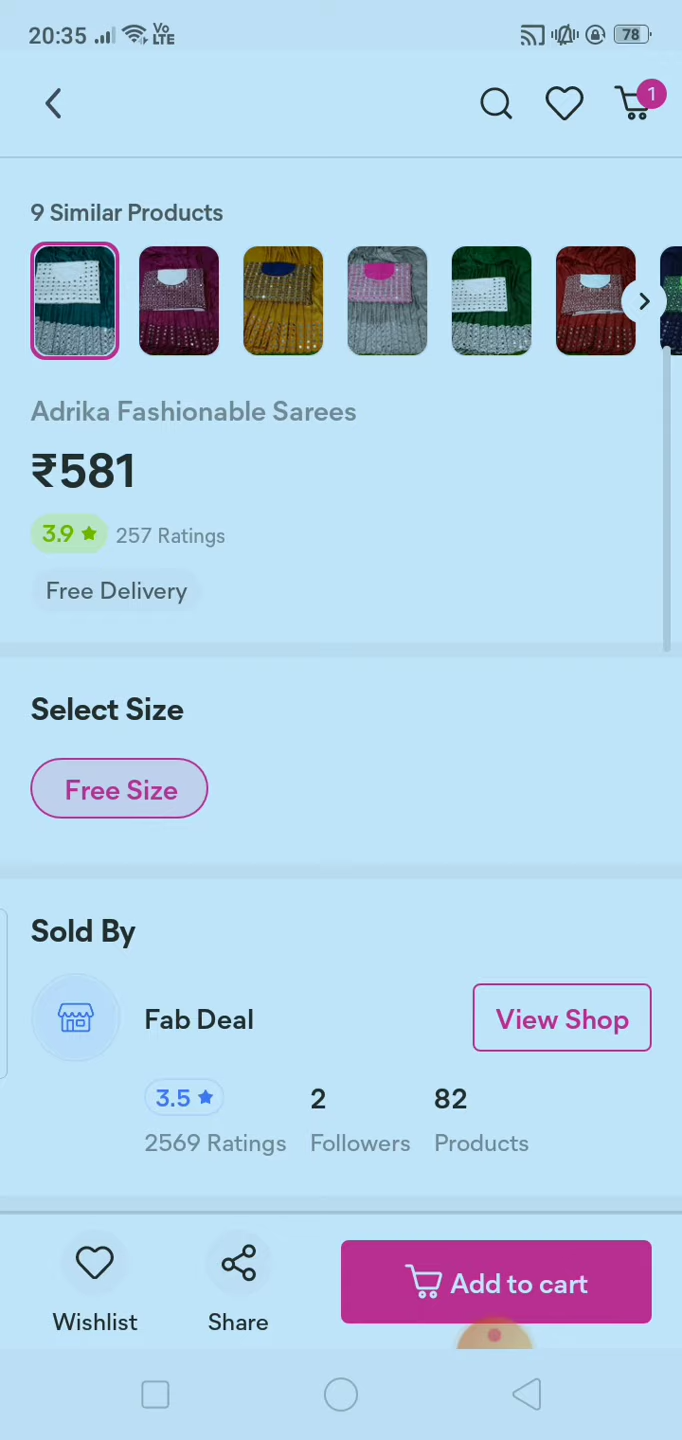 20:35 Vo LTE 78
1
9 Similar Products
Adrika Fashionable Sarees
₹581
3.9 ★ 257 Ratings
Free Delivery
Select Size
Free Size
Sold By
Fab Deal
View Shop
3.5 ★ 2 82
2569 Ratings Followers Products
Wishlist Share Add to cart